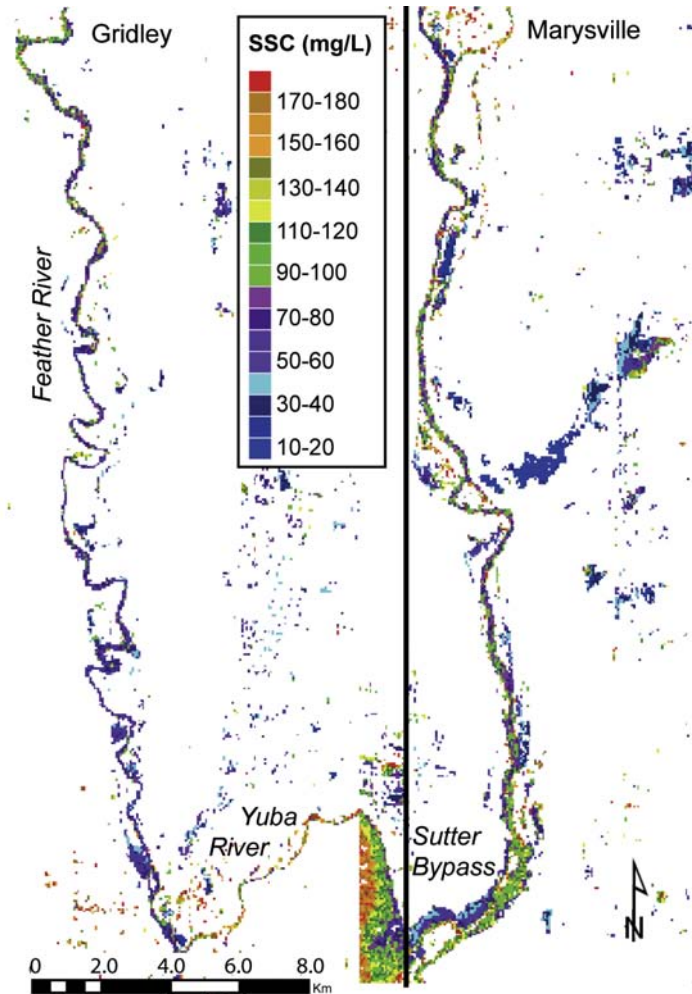 Gridley
SSC (mg/L)
170-180
150-160
130-140
110-120
90-100
70-80
50-60
30-40
10-20
Marysville
Feather River
Yuba
River
Sutter
Bypass
N
0.0 2.0 4.0 6.0 8.0
Km